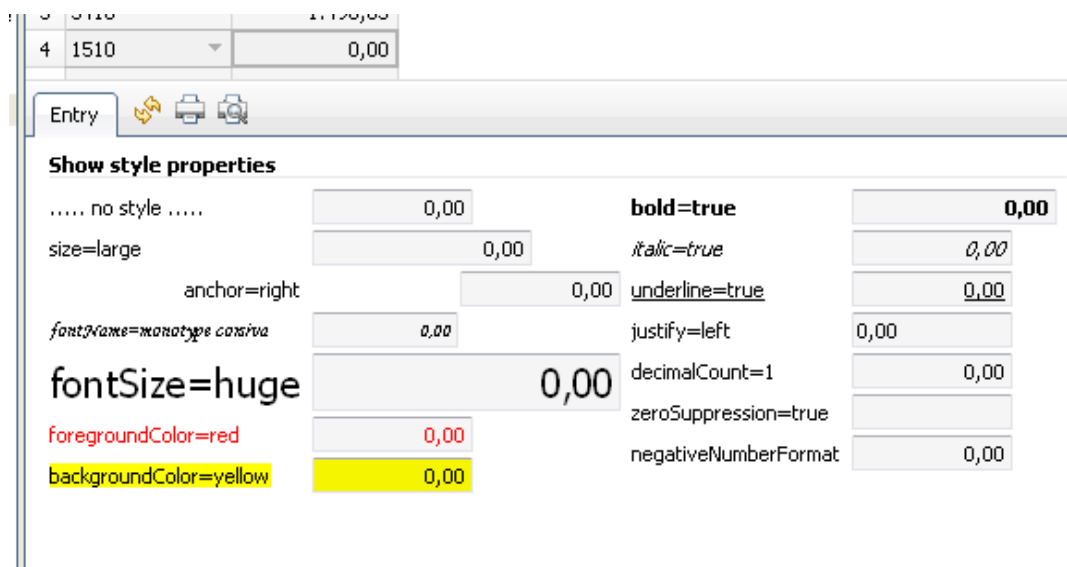 4 1510 0,00
Entry
Show style properties
..... no style ..... 0,00 bold=true 0,00
size=large 0,00 italic=true 0,00
anchor=right 0,00 underline=true 0,00
fontName=monotype corsiva 0,00 justify=left 0,00
fontSize=huge 0,00 decimalCount=1 0,00
zeroSuppression=true
foregroundColor=red 0,00 negativeNumberFormat 0,00
backgroundColor=yellow 0,00